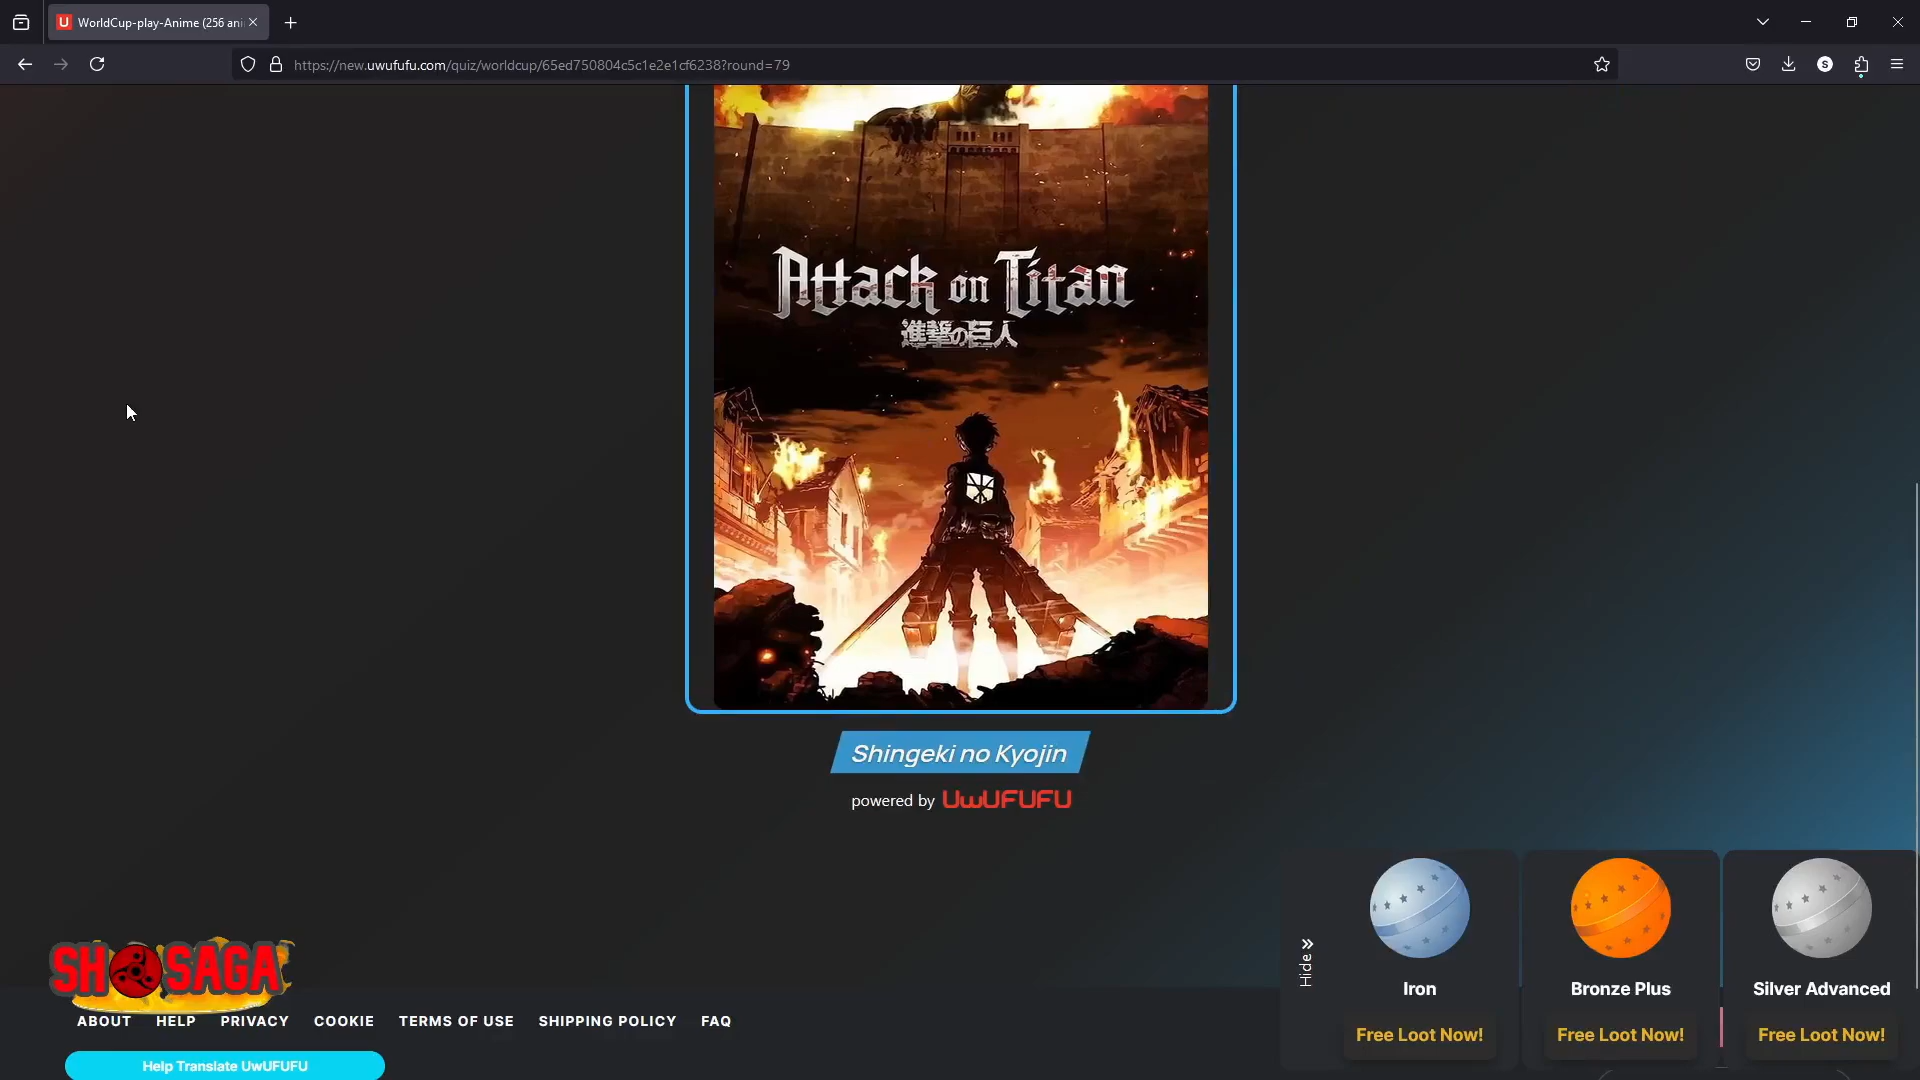 WorldCup-play-Anime (256 ani
https://new.uwufufu.com/quiz/worldcup/65ed750804c5c1e2e1cf6238?round=79
S
Attack on Titan
進撃の巨人
Shingeki no Kyojin
powered by UwUFUFU
Hide
Iron
Bronze Plus
Silver Advanced
Free Loot Now!
Free Loot Now!
Free Loot Now!
SHOSAGA
ABOUT HELP PRIVACY COOKIE TERMS OF USE SHIPPING POLICY FAQ
Help Translate UwUFUFU